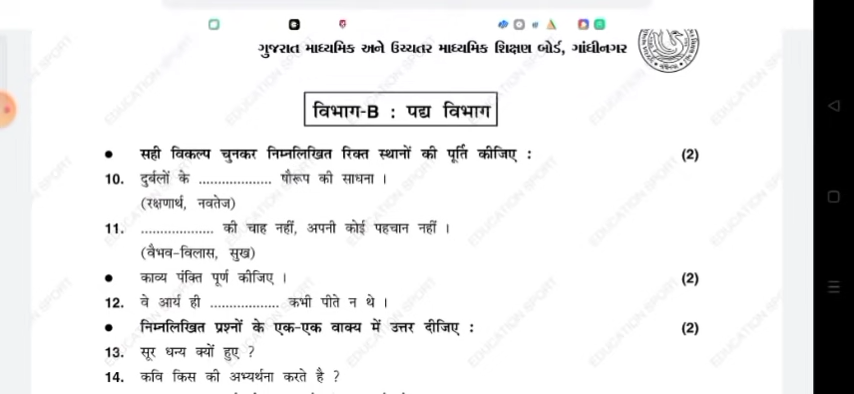 ગુજરાત માધ્યમિક અને ઉચ્ચતર માધ્યમિક શિક્ષણ બોર્ડ, ગાંધીનગર
विभाग-B : पद्य विभाग
• सही विकल्प चुनकर निम्नलिखित रिक्त स्थानों की पूर्ति कीजिए : (2)
10. दुर्बलों के ................... पौरूप की साधना ।
(रक्षणार्थ, नवतेज)
11. ................... की चाह नहीं, अपनी कोई पहचान नहीं ।
(वैभव-विलास, सुख)
• काव्य पंक्ति पूर्ण कीजिए । (2)
12. वे आर्य ही .................. कभी पीते न थे ।
• निम्नलिखित प्रश्नों के एक-एक वाक्य में उत्तर दीजिए : (2)
13. सूर धन्य क्यों हुए ?
14. कवि किस की अभ्यर्थना करते है ?
EDUCATION SPORT